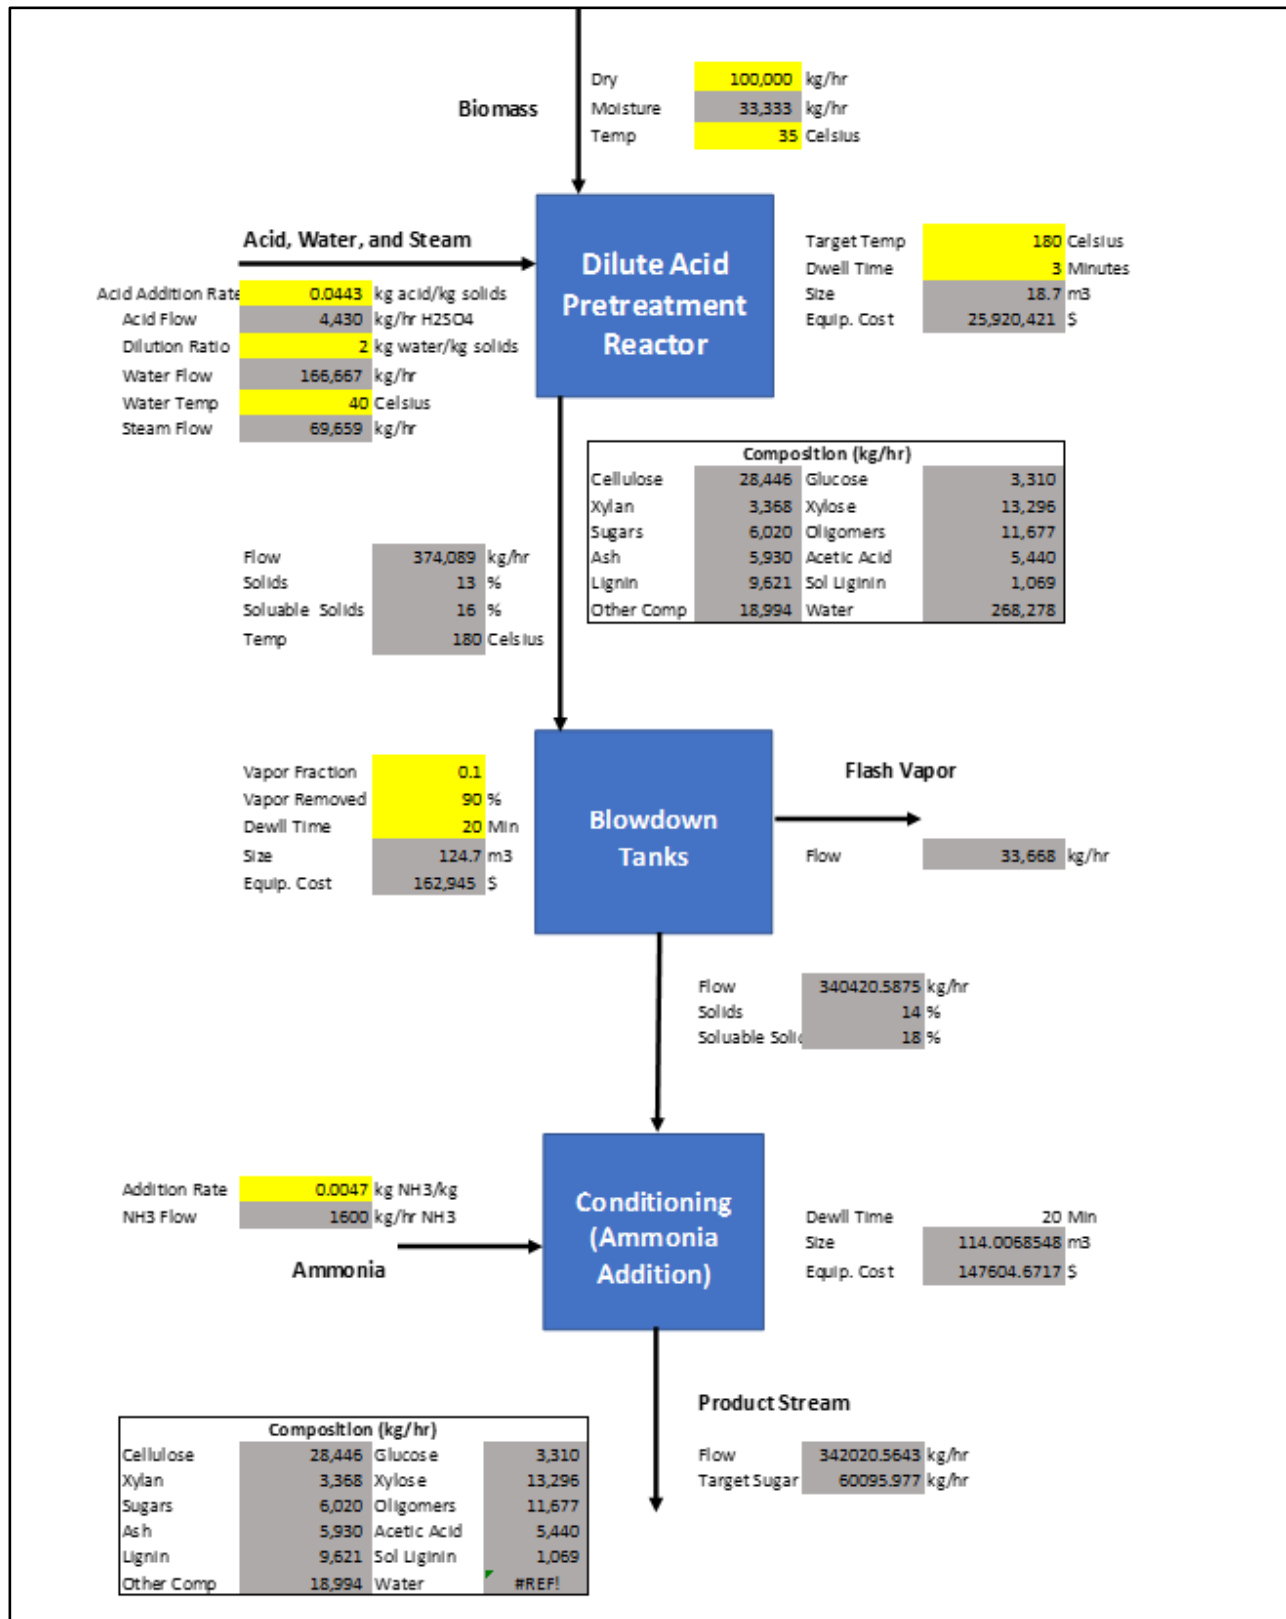 Dry 100,000 kg/hr
Biomass Moisture 33,333 kg/hr
Temp 35 Celsius
Acid, Water, and Steam
Acid Addition Rate 0.0443 kg acid/kg solids
Acid Flow 4,430 kg/hr H2SO4
Dilution Ratio 2 kg water/kg solids
Water Flow 166,667 kg/hr
Water Temp 40 Celsius
Steam Flow 69,659 kg/hr
Dilute Acid
Pretreatment
Reactor
Target Temp 180 Celsius
Dwell Time 3 Minutes
Size 18.7 m3
Equip. Cost 25,920,421 $
Composition (kg/hr)
Cellulose 28,446 Glucose 3,310
Xylan 3,368 Xylose 13,296
Sugars 6,020 Oligomers 11,677
Ash 5,930 Acetic Acid 5,440
Lignin 9,621 Sol Liginin 1,069
Other Comp 18,994 Water 268,278
Flow 374,089 kg/hr
Solids 13 %
Soluable Solids 16 %
Temp 180 Celsius
Vapor Fraction 0.1
Vapor Removed 90 %
Dewll Time 20 Min
Size 124.7 m3
Equip. Cost 162,945 $
Blowdown
Tanks
Flash Vapor
Flow 33,668 kg/hr
Flow 340420.5875 kg/hr
Solids 14 %
Soluable Solid 18 %
Addition Rate 0.0047 kg NH3/kg
NH3 Flow 1600 kg/hr NH3
Ammonia
Conditioning
(Ammonia
Addition)
Dewll Time 20 Min
Size 114.0068548 m3
Equip. Cost 147604.6717 $
Product Stream
Flow 342020.5643 kg/hr
Target Sugar 60095.977 kg/hr
Composition (kg/hr)
Cellulose 28,446 Glucose 3,310
Xylan 3,368 Xylose 13,296
Sugars 6,020 Oligomers 11,677
Ash 5,930 Acetic Acid 5,440
Lignin 9,621 Sol Liginin 1,069
Other Comp 18,994 Water #REF!